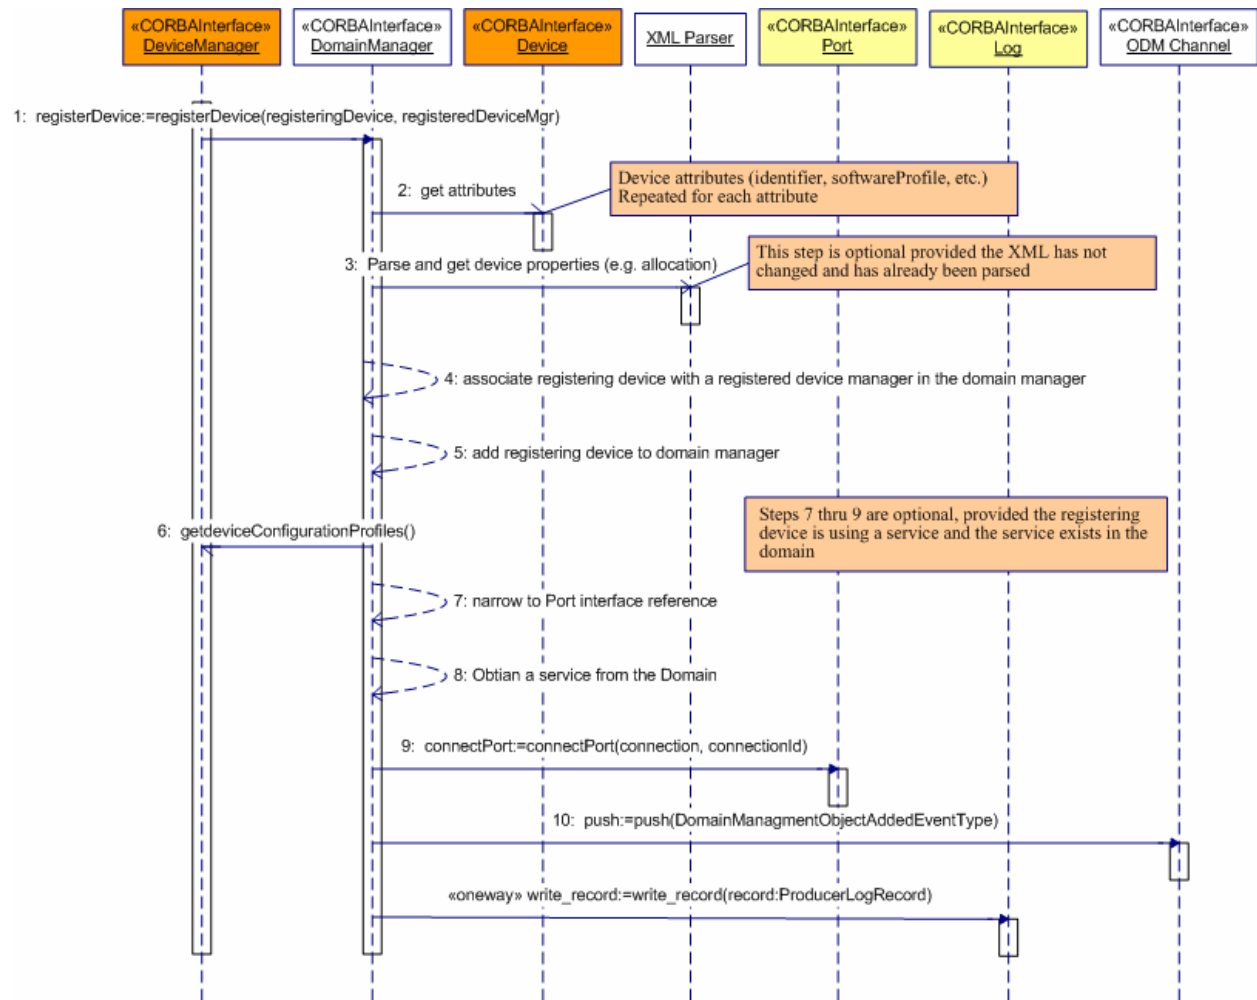 «CORBAInterface»
DeviceManager
«CORBAInterface»
DomainManager
«CORBAInterface»
Device
XML Parser
«CORBAInterface»
Port
«CORBAInterface»
Log
«CORBAInterface»
ODM Channel
1: registerDevice:=registerDevice(registeringDevice, registeredDeviceMgr)
2: get attributes
Device attributes (identifier, softwareProfile, etc.)
Repeated for each attribute
3: Parse and get device properties (e.g. allocation)
This step is optional provided the XML has not
changed and has already been parsed
4: associate registering device with a registered device manager in the domain manager
5: add registering device to domain manager
6: getdeviceConfigurationProfiles()
Steps 7 thru 9 are optional, provided the registering
device is using a service and the service exists in the
domain
7: narrow to Port interface reference
8: Obtian a service from the Domain
9: connectPort:=connectPort(connection, connectionId)
10: push:=push(DomainManagmentObjectAddedEventType)
«oneway» write_record:=write_record(record:ProducerLogRecord)